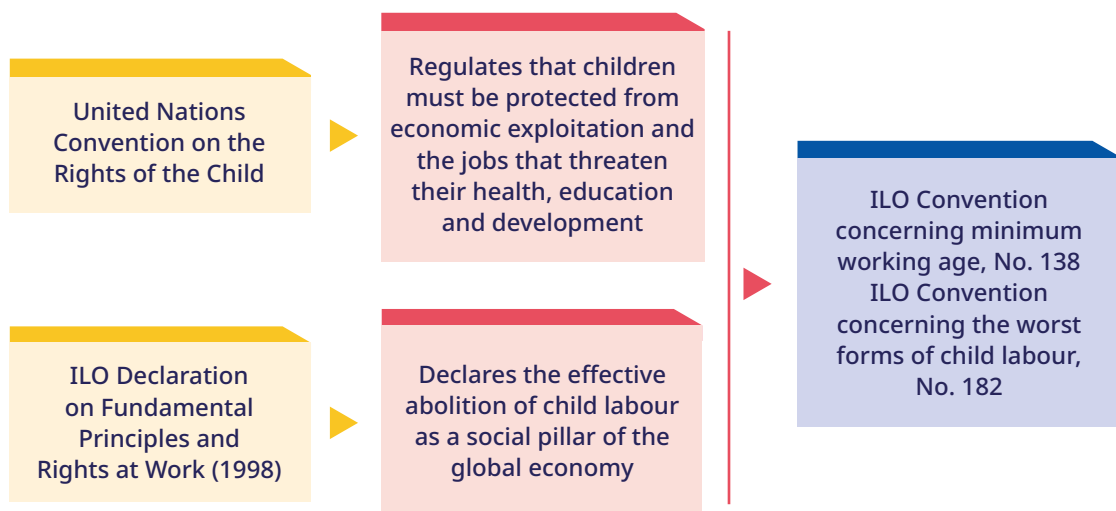 United Nations
Convention on the
Rights of the Child
Regulates that children
must be protected from
economic exploitation and
the jobs that threaten
their health, education
and development
ILO Declaration
on Fundamental
Principles and
Rights at Work (1998)
Declares the effective
abolition of child labour
as a social pillar of the
global economy
ILO Convention
concerning minimum
working age, No. 138
ILO Convention
concerning the worst
forms of child labour,
No. 182